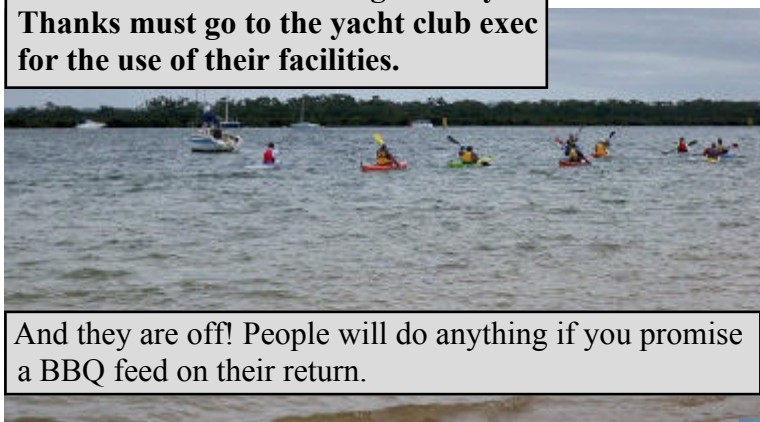 Thanks must go to the yacht club exec
for the use of their facilities.
And they are off! People will do anything if you promise
a BBQ feed on their return.